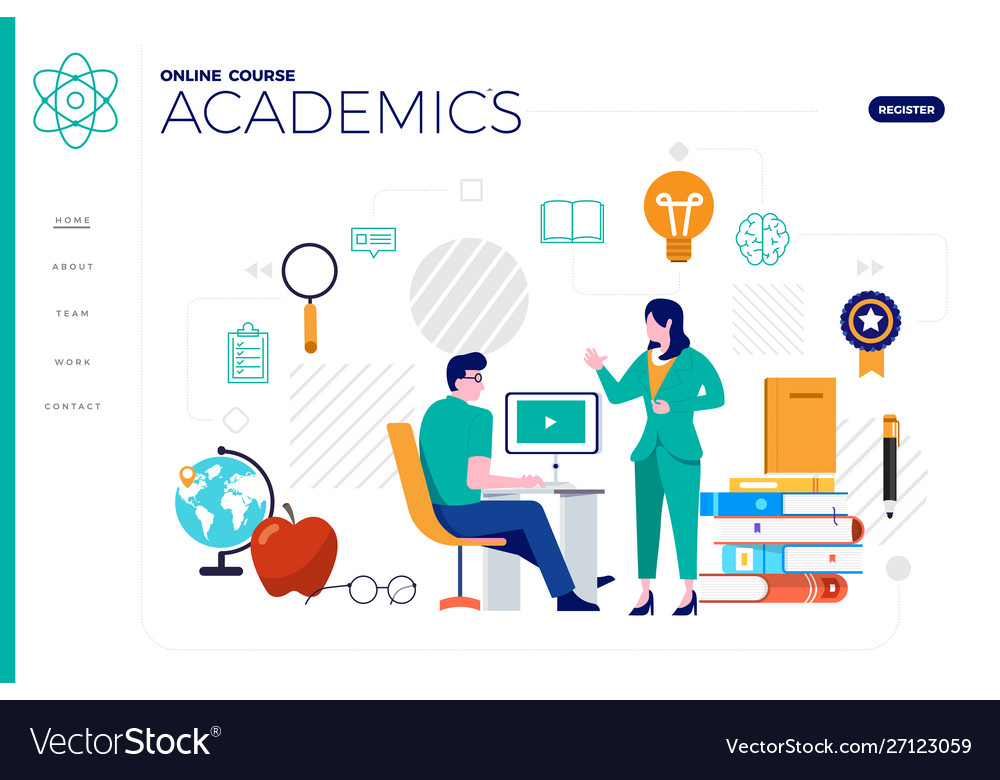 ONLINE COURSE
ACADEMICS
REGISTER
HOME
ABOUT
TEAM
WORK
CONTACT
VectorStock®
VectorStock.com/27123059